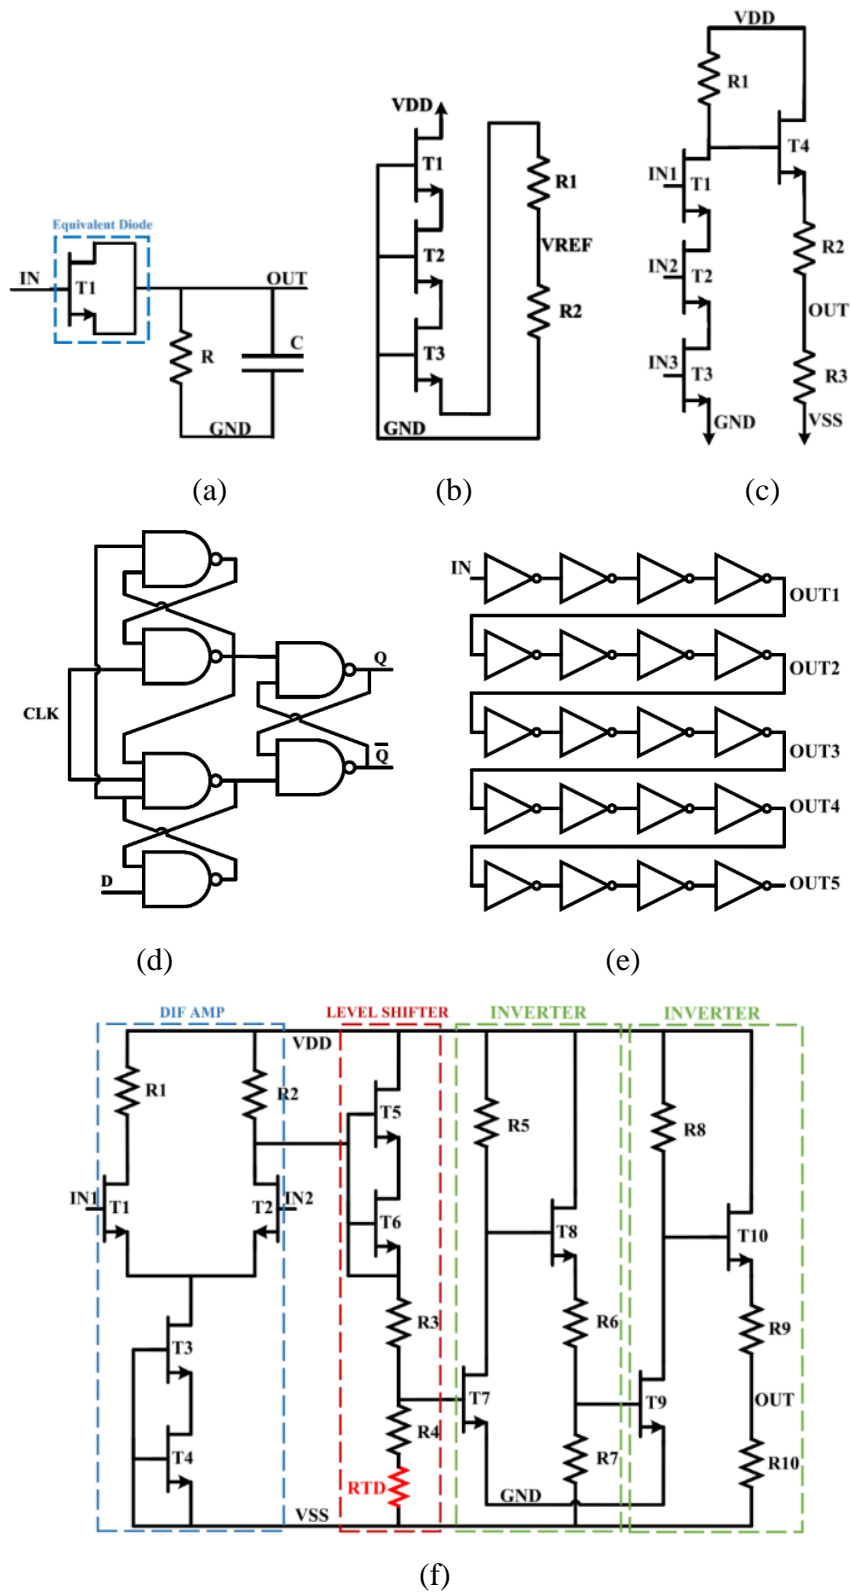 Equivalent Diode
IN
T1
OUT
R
C
GND
(a)
VDD
T1
T2
T3
R1
VREF
R2
GND
(b)
VDD
R1
T4
IN1
T1
IN2
T2
R2
OUT
IN3
T3
R3
GND
VSS
(c)
CLK
D
Q
Q̅
(d)
IN
OUT1
OUT2
OUT3
OUT4
OUT5
(e)
DIF AMP
LEVEL SHIFTER
INVERTER
INVERTER
VDD
R1
R2
T5
R5
R8
IN1
T1
T2
IN2
T6
T8
T10
T3
R3
R6
R9
T4
T7
T9
OUT
R4
R7
R10
RTD
GND
VSS
(f)